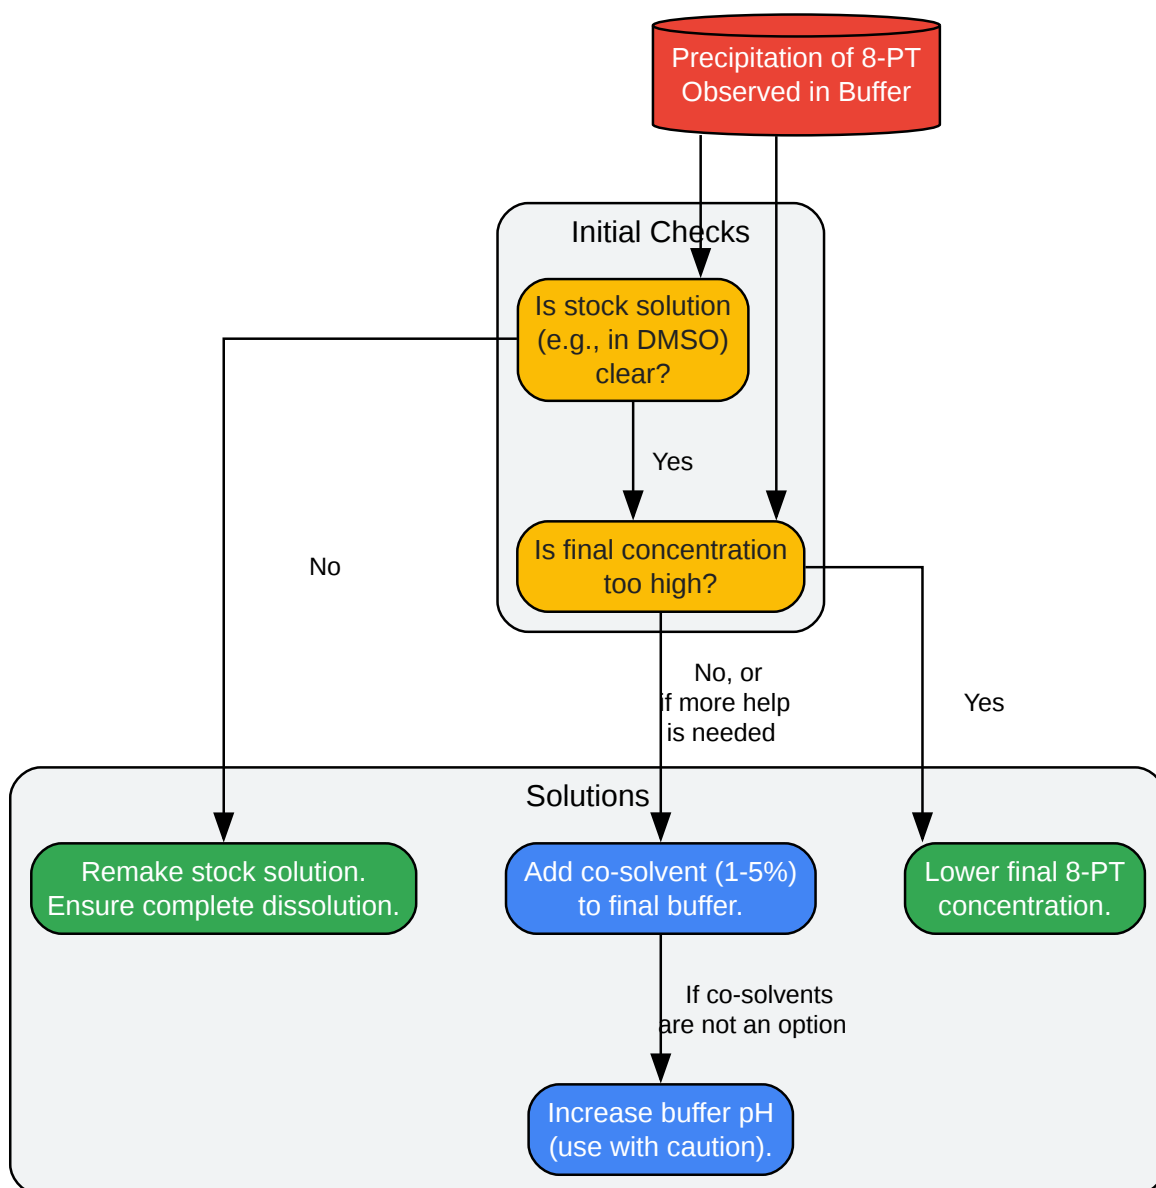 Precipitation of 8-PT
Observed in Buffer
Initial Checks
Is stock solution
(e.g., in DMSO)
clear?
Yes
No
Is final concentration
too high?
No, or
if more help
is needed
Yes
Solutions
Remake stock solution.
Ensure complete dissolution.
Add co-solvent (1-5%)
to final buffer.
Lower final 8-PT
concentration.
If co-solvents
are not an option
Increase buffer pH
(use with caution).